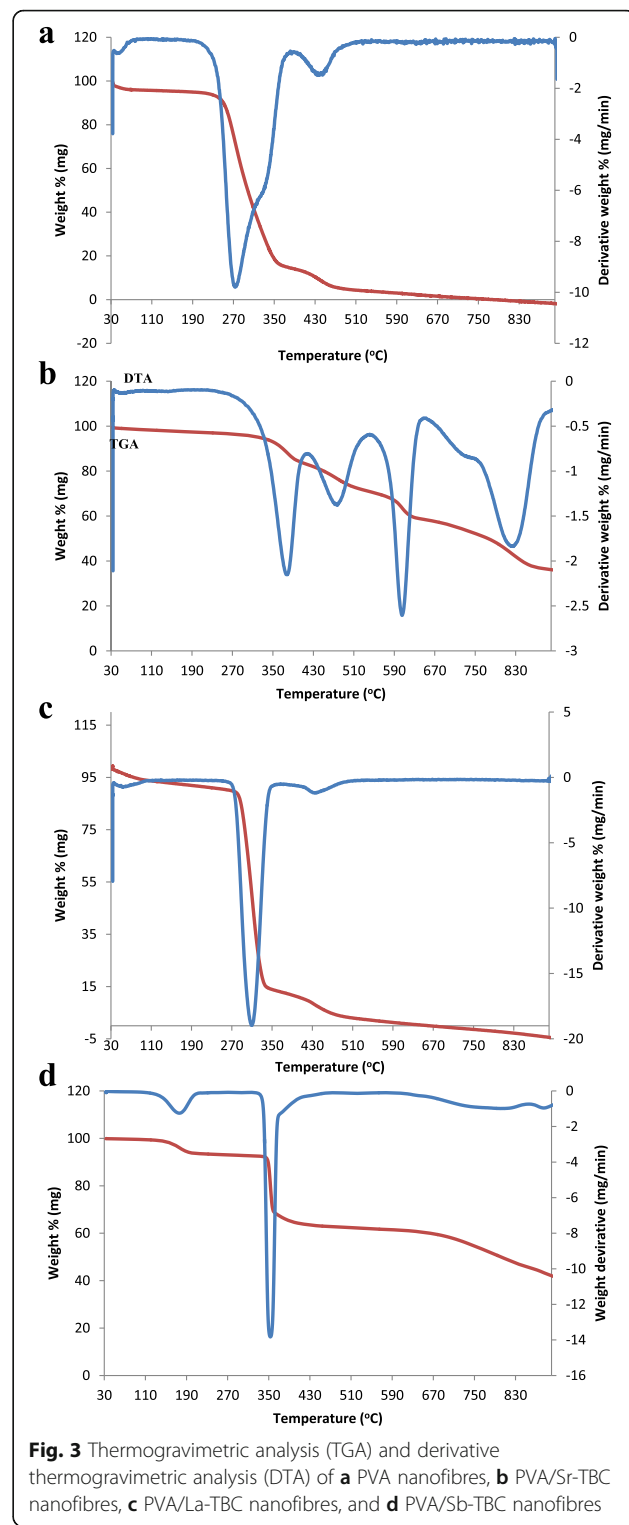 a
120
100
80
60
40
20
0
-20
Weight % (mg)
0
-2
-4
-6
-8
-10
-12
Derivative weight % (mg/min)
30 110 190 270 350 430 510 590 670 750 830
Temperature (°C)
b
DTA
TGA
120
100
80
60
40
20
0
Weght % (mg)
0
-0.5
-1
-1.5
-2
-2.5
-3
Derivative weight % (mg/min)
30 110 190 270 350 430 510 590 670 750 830
Temperature (°C)
c
115
95
75
55
35
15
-5
Weight % (mg)
5
0
-5
-10
-15
-20
Derivative weight % (mg/min)
30 110 190 270 350 430 510 590 670 750 830
Temperature (°C)
d
120
100
80
60
40
20
0
Weight % (mg)
0
-2
-4
-6
-8
-10
-12
-14
-16
Weight devirative (mg/min)
30 110 190 270 350 430 510 590 670 750 830
Temperature (°C)
Fig. 3 Thermogravimetric analysis (TGA) and derivative
thermogravimetric analysis (DTA) of a PVA nanofibres, b PVA/Sr-TBC
nanofibres, c PVA/La-TBC nanofibres, and d PVA/Sb-TBC nanofibres